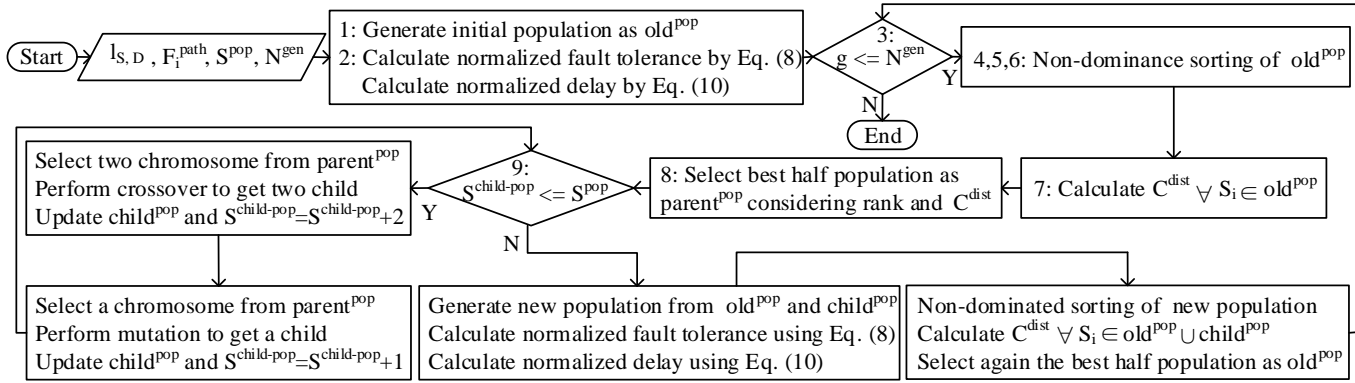 Start
l_{S, D} , F_i^{path}, S^{pop}, N^{gen}
1: Generate initial population as old^{pop}
2: Calculate normalized fault tolerance by Eq. (8)
Calculate normalized delay by Eq. (10)
3:
g <= N^{gen}
Y
N
End
4,5,6: Non-dominance sorting of old^{pop}
7: Calculate C^{dist} ∀ S_i ∈ old^{pop}
8: Select best half population as
parent^{pop} considering rank and C^{dist}
9:
S^{child-pop} <= S^{pop}
Y
N
Select two chromosome from parent^{pop}
Perform crossover to get two child
Update child^{pop} and S^{child-pop}=S^{child-pop}+2
Select a chromosome from parent^{pop}
Perform mutation to get a child
Update child^{pop} and S^{child-pop}=S^{child-pop}+1
Generate new population from old^{pop} and child^{pop}
Calculate normalized fault tolerance using Eq. (8)
Calculate normalized delay using Eq. (10)
Non-dominated sorting of new population
Calculate C^{dist} ∀ S_i ∈ old^{pop} ∪ child^{pop}
Select again the best half population as old^{pop}